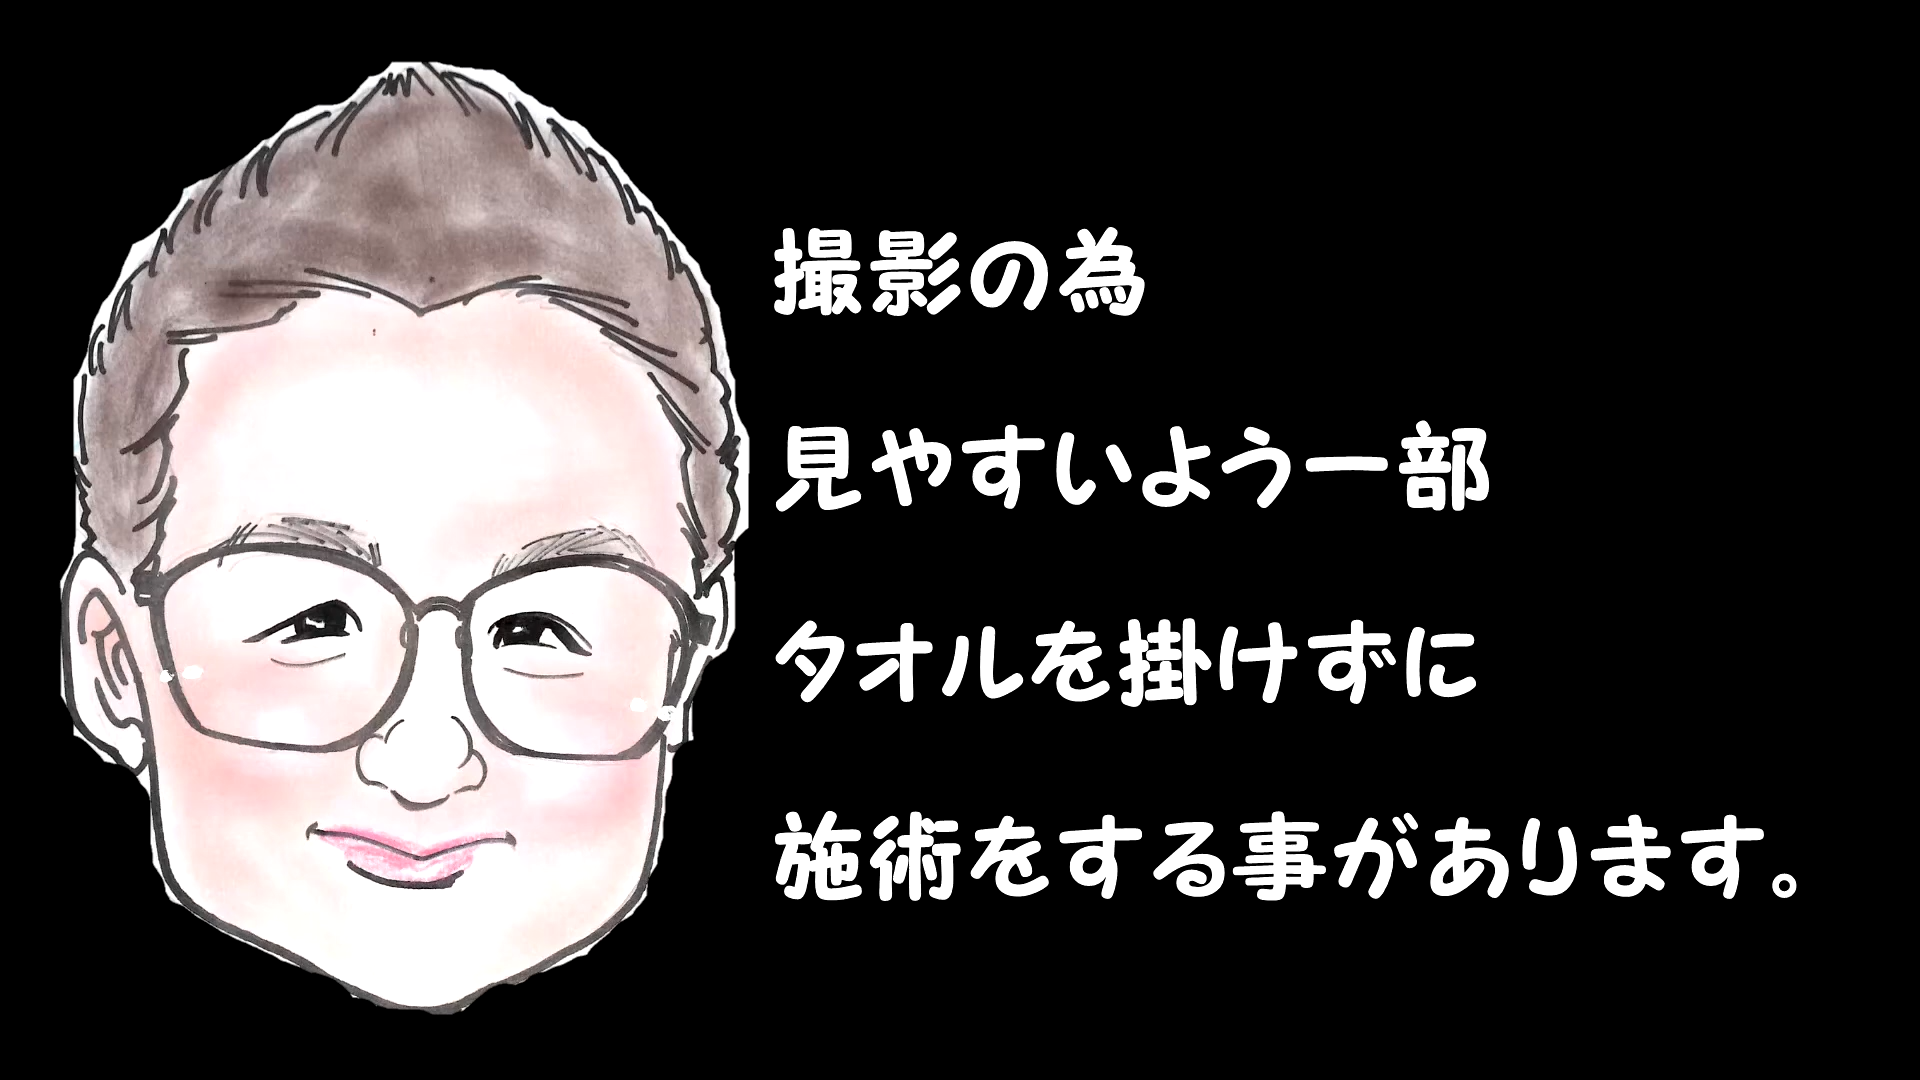 撮影の為
見やすいよう一部
タオルを掛けずに
施術をする事があります。